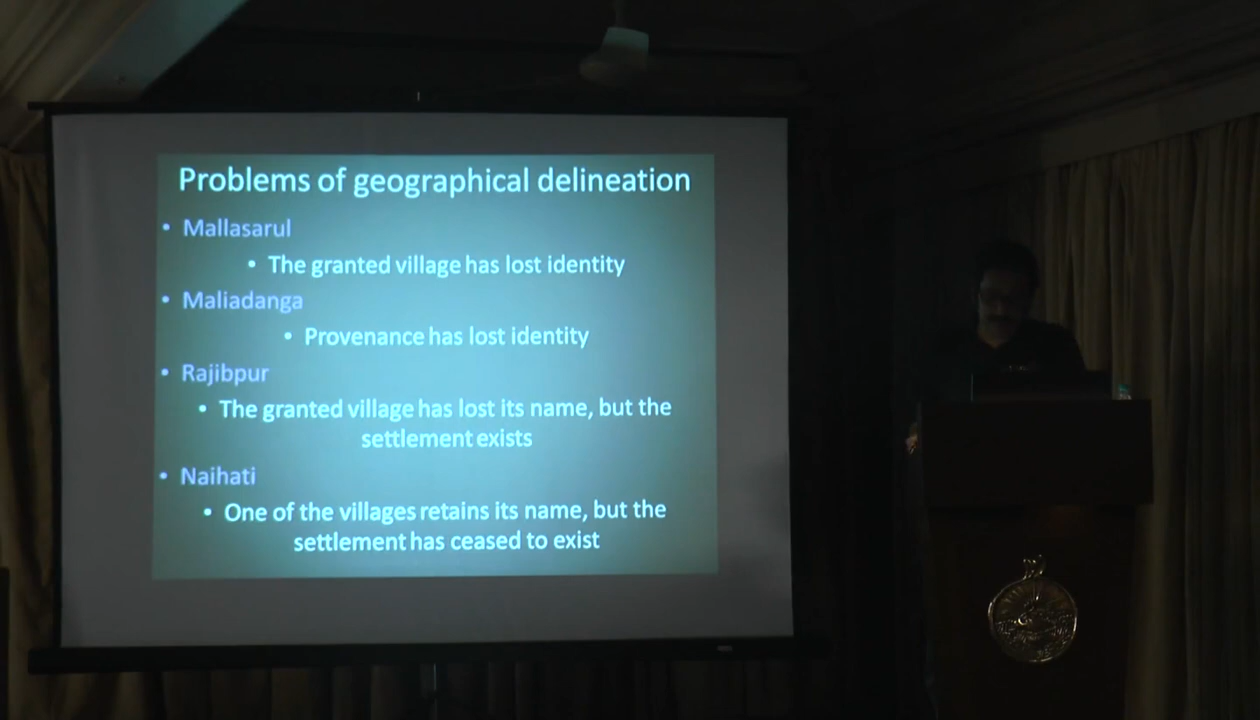 Problems of geographical delineation
• Mallasarul
• The granted village has lost identity
• Maliadanga
• Provenance has lost identity
• Rajibpur
• The granted village has lost its name, but the
settlement exists
• Naihati
• One of the villages retains its name, but the
settlement has ceased to exist